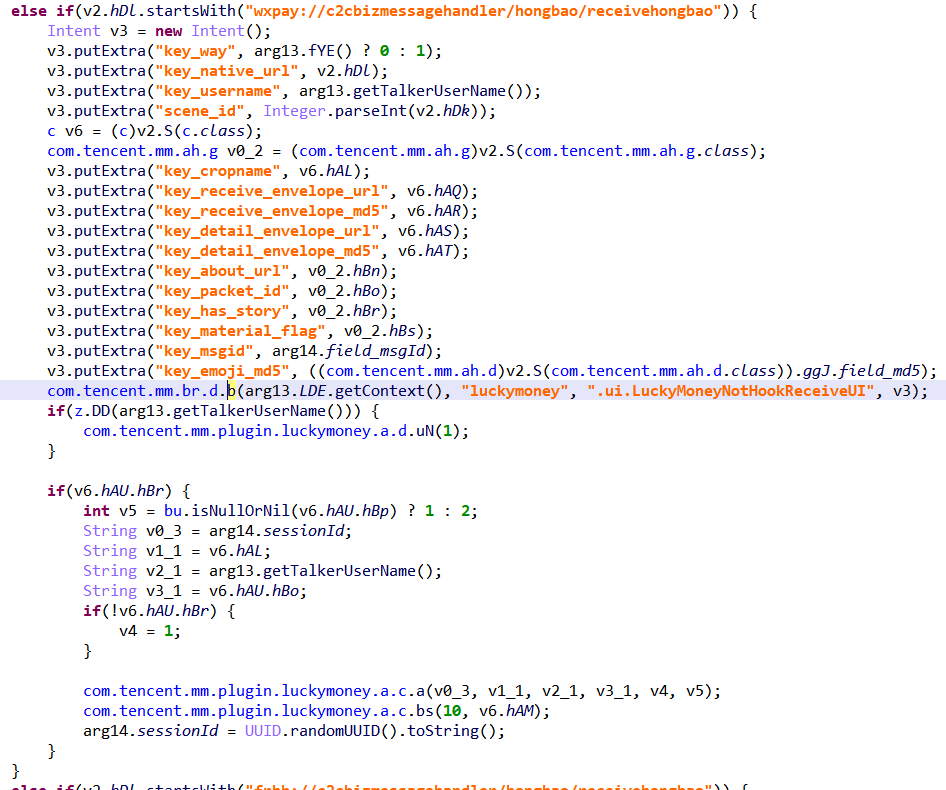 else if(v2.hDl.startsWith("wxpay://c2cbizmessagehandler/hongbao/receivehongbao")) {
Intent v3 = new Intent();
v3.putExtra("key_way", arg13.fYE() ? 0 : 1);
v3.putExtra("key_native_url", v2.hDl);
v3.putExtra("key_username", arg13.getTalkerUserName());
v3.putExtra("scene_id", Integer.parseInt(v2.hDk));
c v6 = (c)v2.S(c.class);
com.tencent.mm.ah.g v0_2 = (com.tencent.mm.ah.g)v2.S(com.tencent.mm.ah.g.class);
v3.putExtra("key_cropname", v6.hAL);
v3.putExtra("key_receive_envelope_url", v6.hAQ);
v3.putExtra("key_receive_envelope_md5", v6.hAR);
v3.putExtra("key_detail_envelope_url", v6.hAS);
v3.putExtra("key_detail_envelope_md5", v6.hAT);
v3.putExtra("key_about_url", v0_2.hBn);
v3.putExtra("key_packet_id", v0_2.hBo);
v3.putExtra("key_has_story", v0_2.hBr);
v3.putExtra("key_material_flag", v0_2.hBs);
v3.putExtra("key_msgid", arg14.field_msgId);
v3.putExtra("key_emoji_md5", ((com.tencent.mm.ah.d)v2.S(com.tencent.mm.ah.d.class)).ggJ.field_md5);
com.tencent.mm.br.d.b(arg13.LDE.getContext(), "luckymoney", ".ui.LuckyMoneyNotHookReceiveUI", v3);
if(z.DD(arg13.getTalkerUserName())) {
com.tencent.mm.plugin.luckymoney.a.d.uN(1);
}
if(v6.hAU.hBr) {
int v5 = bu.isNullOrNil(v6.hAU.hBp) ? 1 : 2;
String v0_3 = arg14.sessionId;
String v1_1 = v6.hAL;
String v2_1 = arg13.getTalkerUserName();
String v3_1 = v6.hAU.hBo;
if(!v6.hAU.hBr) {
v4 = 1;
}
com.tencent.mm.plugin.luckymoney.a.c.a(v0_3, v1_1, v2_1, v3_1, v4, v5);
com.tencent.mm.plugin.luckymoney.a.c.bs(10, v6.hAM);
arg14.sessionId = UUID.randomUUID().toString();
}
}
else if(v2.hDl.startsWith("fnhb://c2cbizmessagehandler/hongbao/receivehongbao")) {